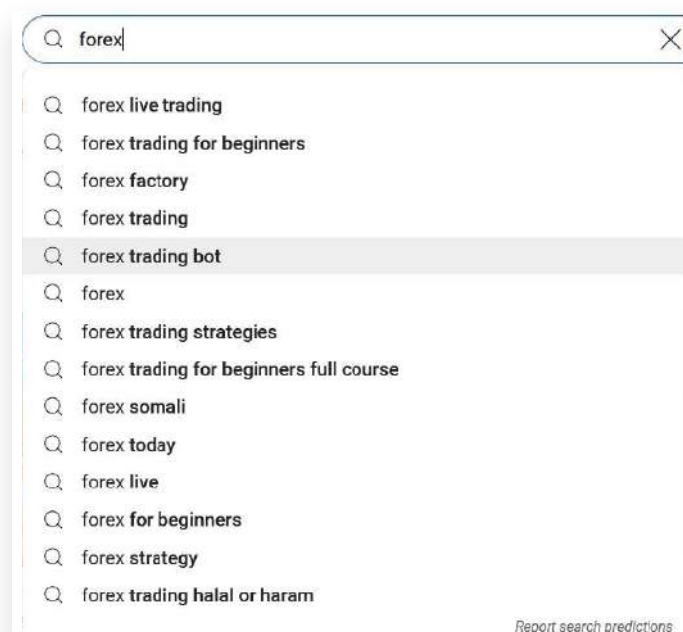 forex
forex live trading
forex trading for beginners
forex factory
forex trading
forex trading bot
forex
forex trading strategies
forex trading for beginners full course
forex somali
forex today
forex live
forex for beginners
forex strategy
forex trading halal or haram
Report search predictions